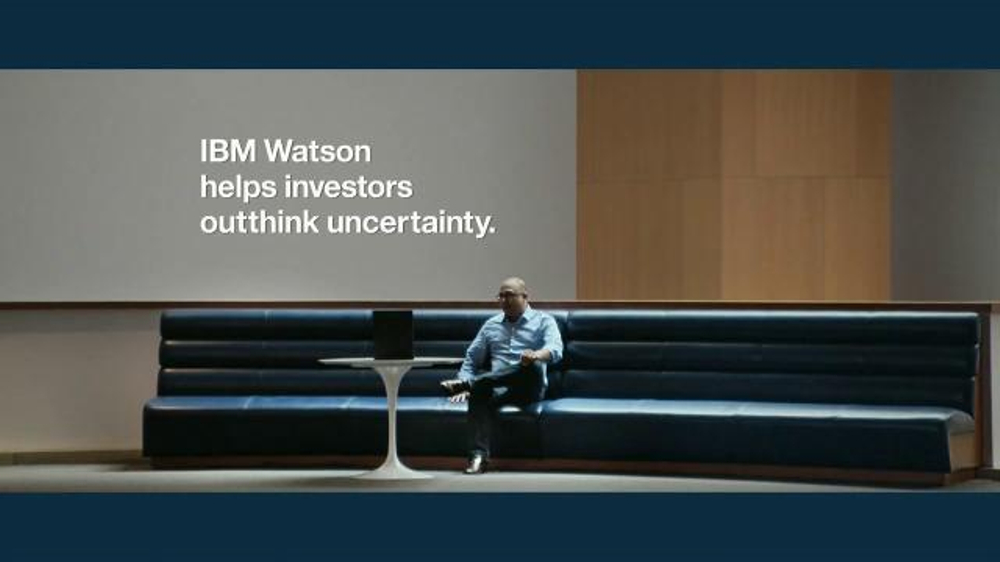 IBM Watson
helps investors
outthink uncertainty.